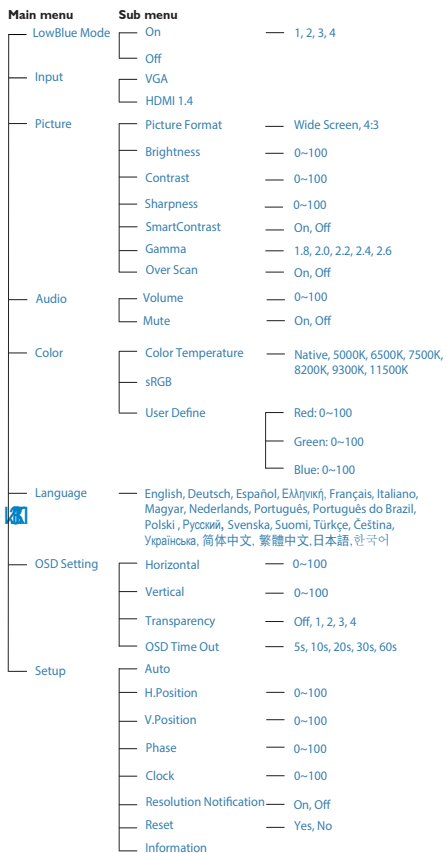 Main menu Sub menu
LowBlue Mode On 1, 2, 3, 4
Off
Input VGA
HDMI 1.4
Picture Picture Format Wide Screen, 4:3
Brightness 0~100
Contrast 0~100
Sharpness 0~100
SmartContrast On, Off
Gamma 1.8, 2.0, 2.2, 2.4, 2.6
Over Scan On, Off
Audio Volume 0~100
Mute On, Off
Color Color Temperature Native, 5000K, 6500K, 7500K,
8200K, 9300K, 11500K
sRGB
User Define Red: 0~100
Green: 0~100
Blue: 0~100
Language English, Deutsch, Español, Ελληνική, Français, Italiano,
Magyar, Nederlands, Português, Português do Brazil,
Polski , Русский, Svenska, Suomi, Türkçe, Čeština,
Українська, 简体中文, 繁體中文,日本語,한국어
OSD Setting Horizontal 0~100
Vertical 0~100
Transparency Off, 1, 2, 3, 4
OSD Time Out 5s, 10s, 20s, 30s, 60s
Setup Auto
H.Position 0~100
V.Position 0~100
Phase 0~100
Clock 0~100
Resolution Notification On, Off
Reset Yes, No
Information